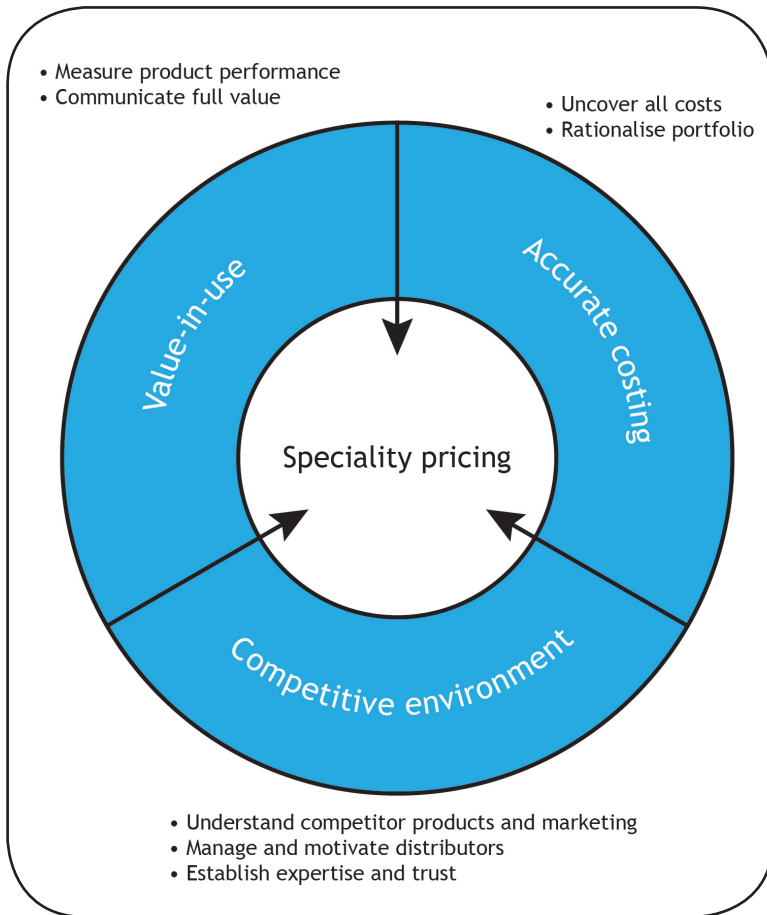 • Measure product performance
• Communicate full value
• Uncover all costs
• Rationalise portfolio
Value-in-use
Accurate costing
Speciality pricing
Competitive environment
• Understand competitor products and marketing
• Manage and motivate distributors
• Establish expertise and trust